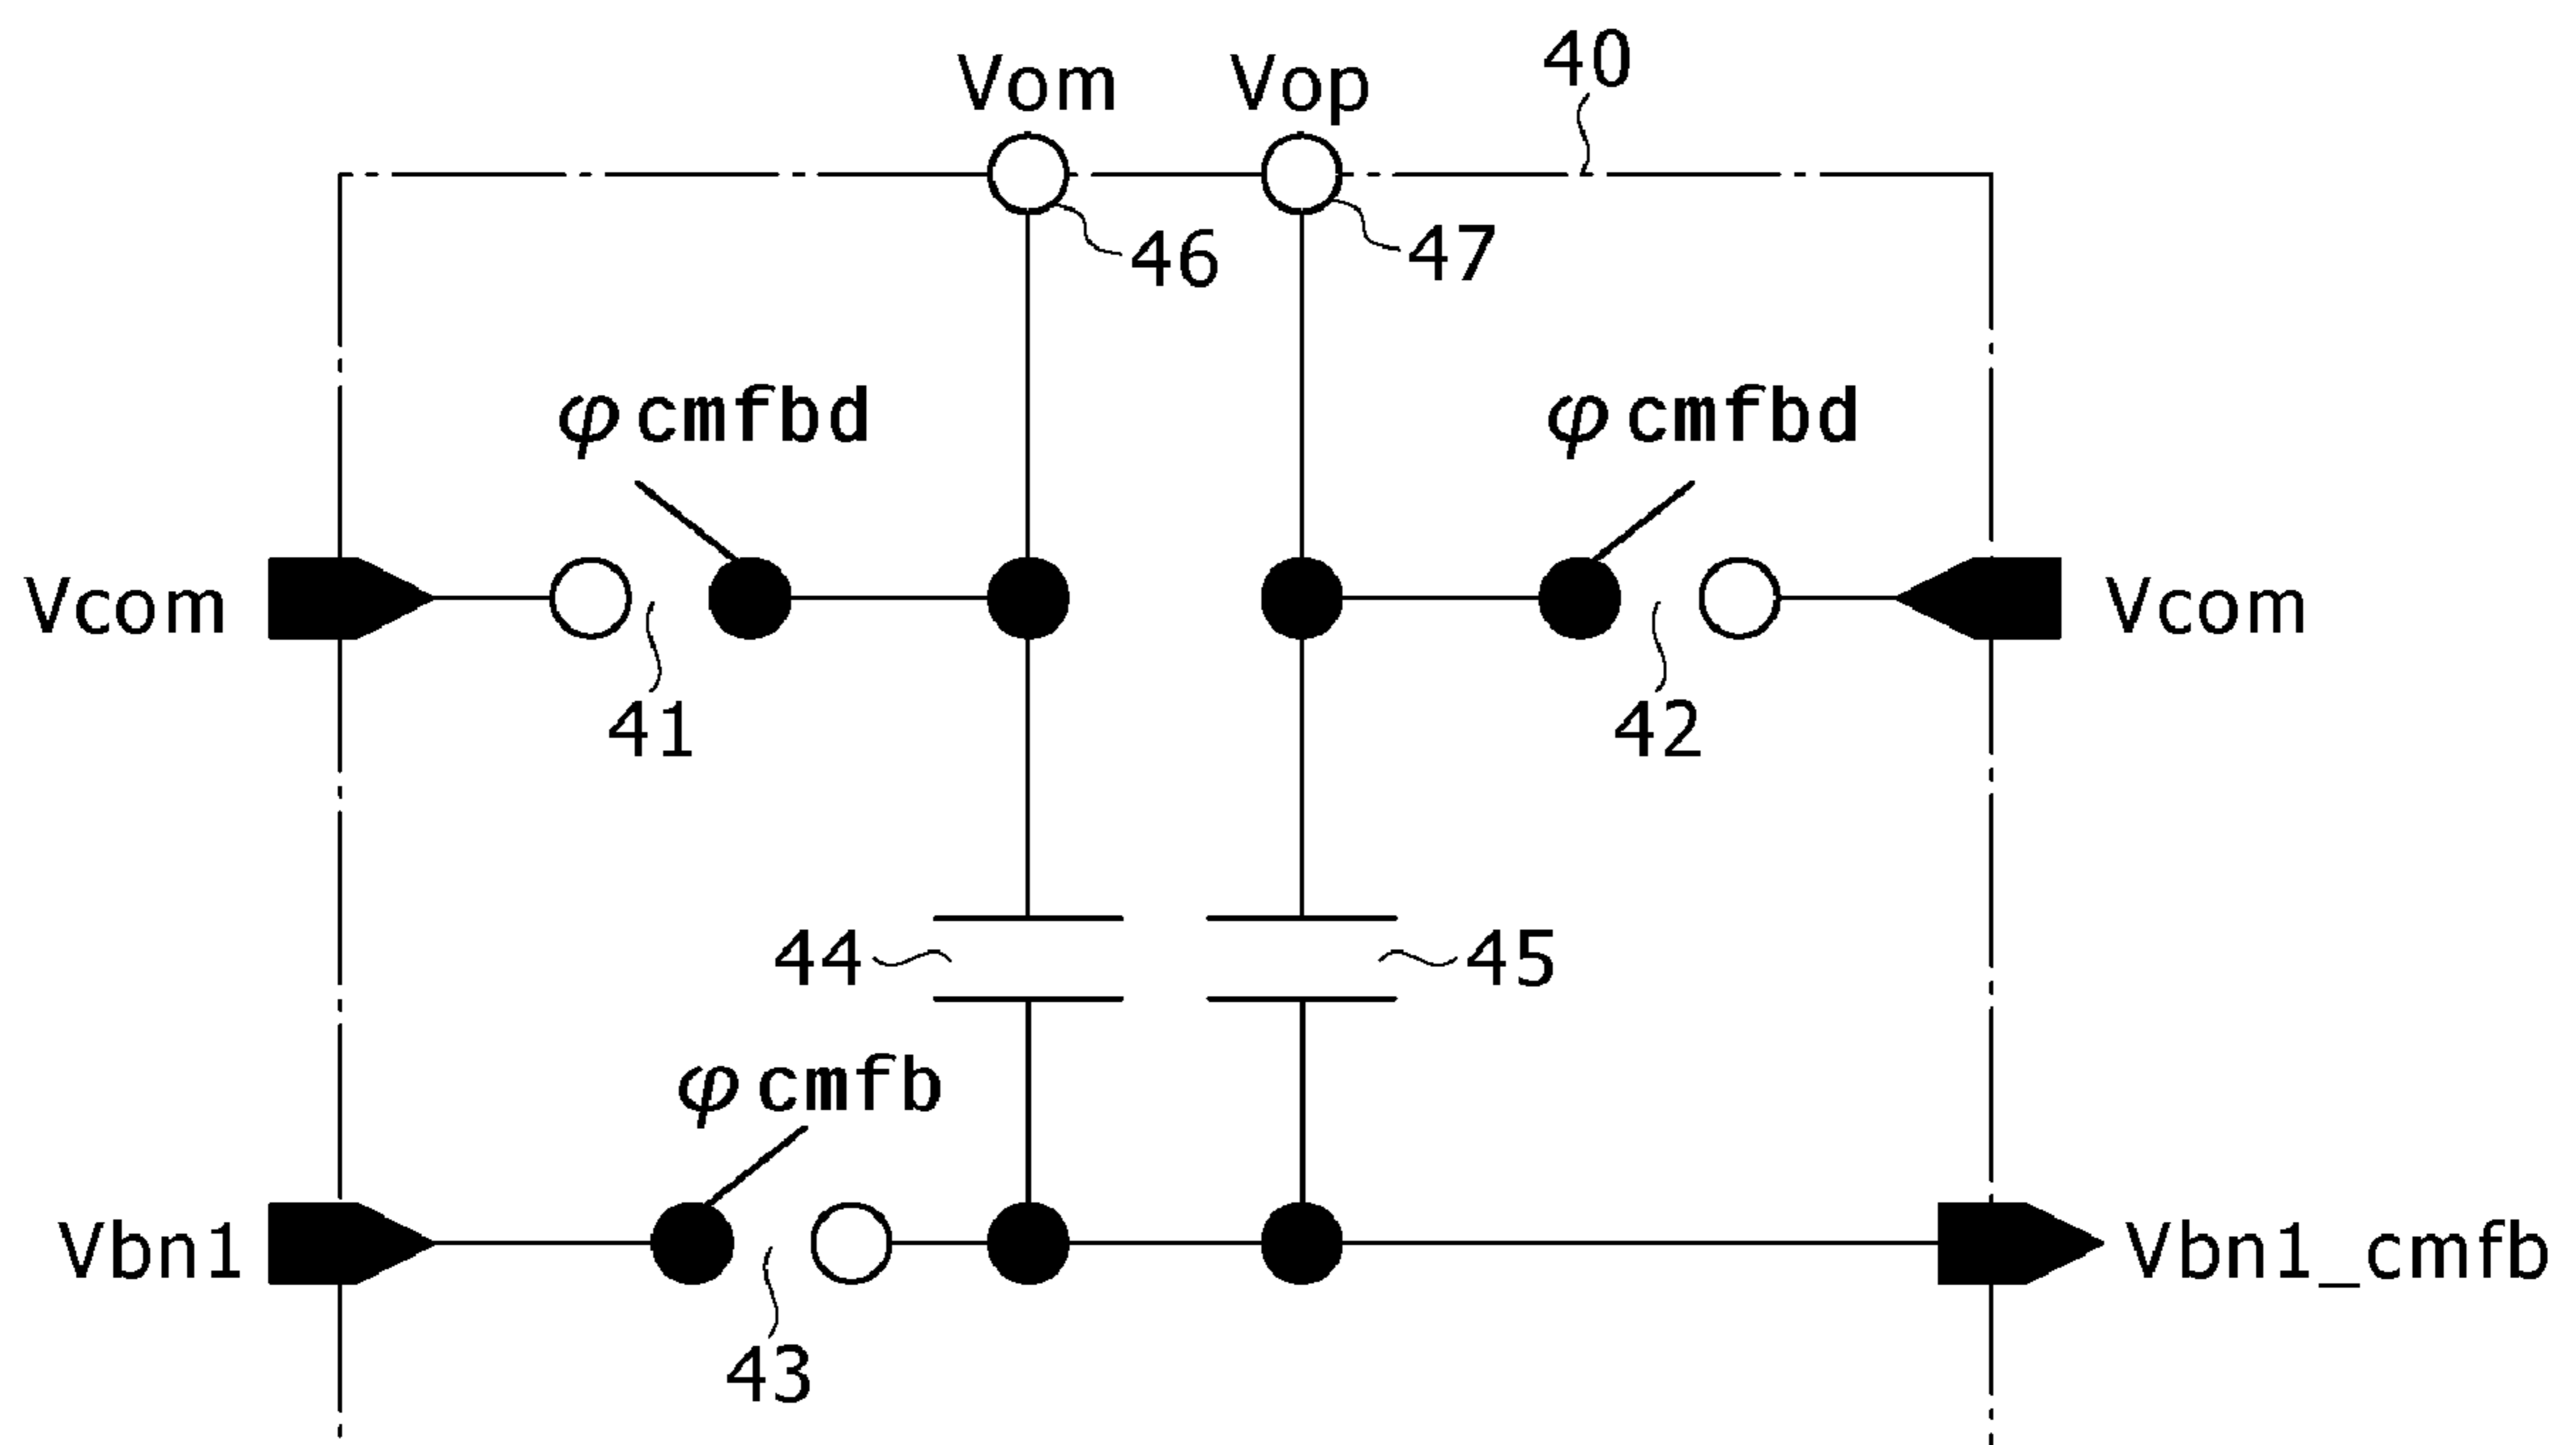 40
Vom Vop
46 47
φcmfbd φcmfbd
Vcom Vcom
41 42
44 45
φcmfb
Vbn1 Vbn1_cmfb
43